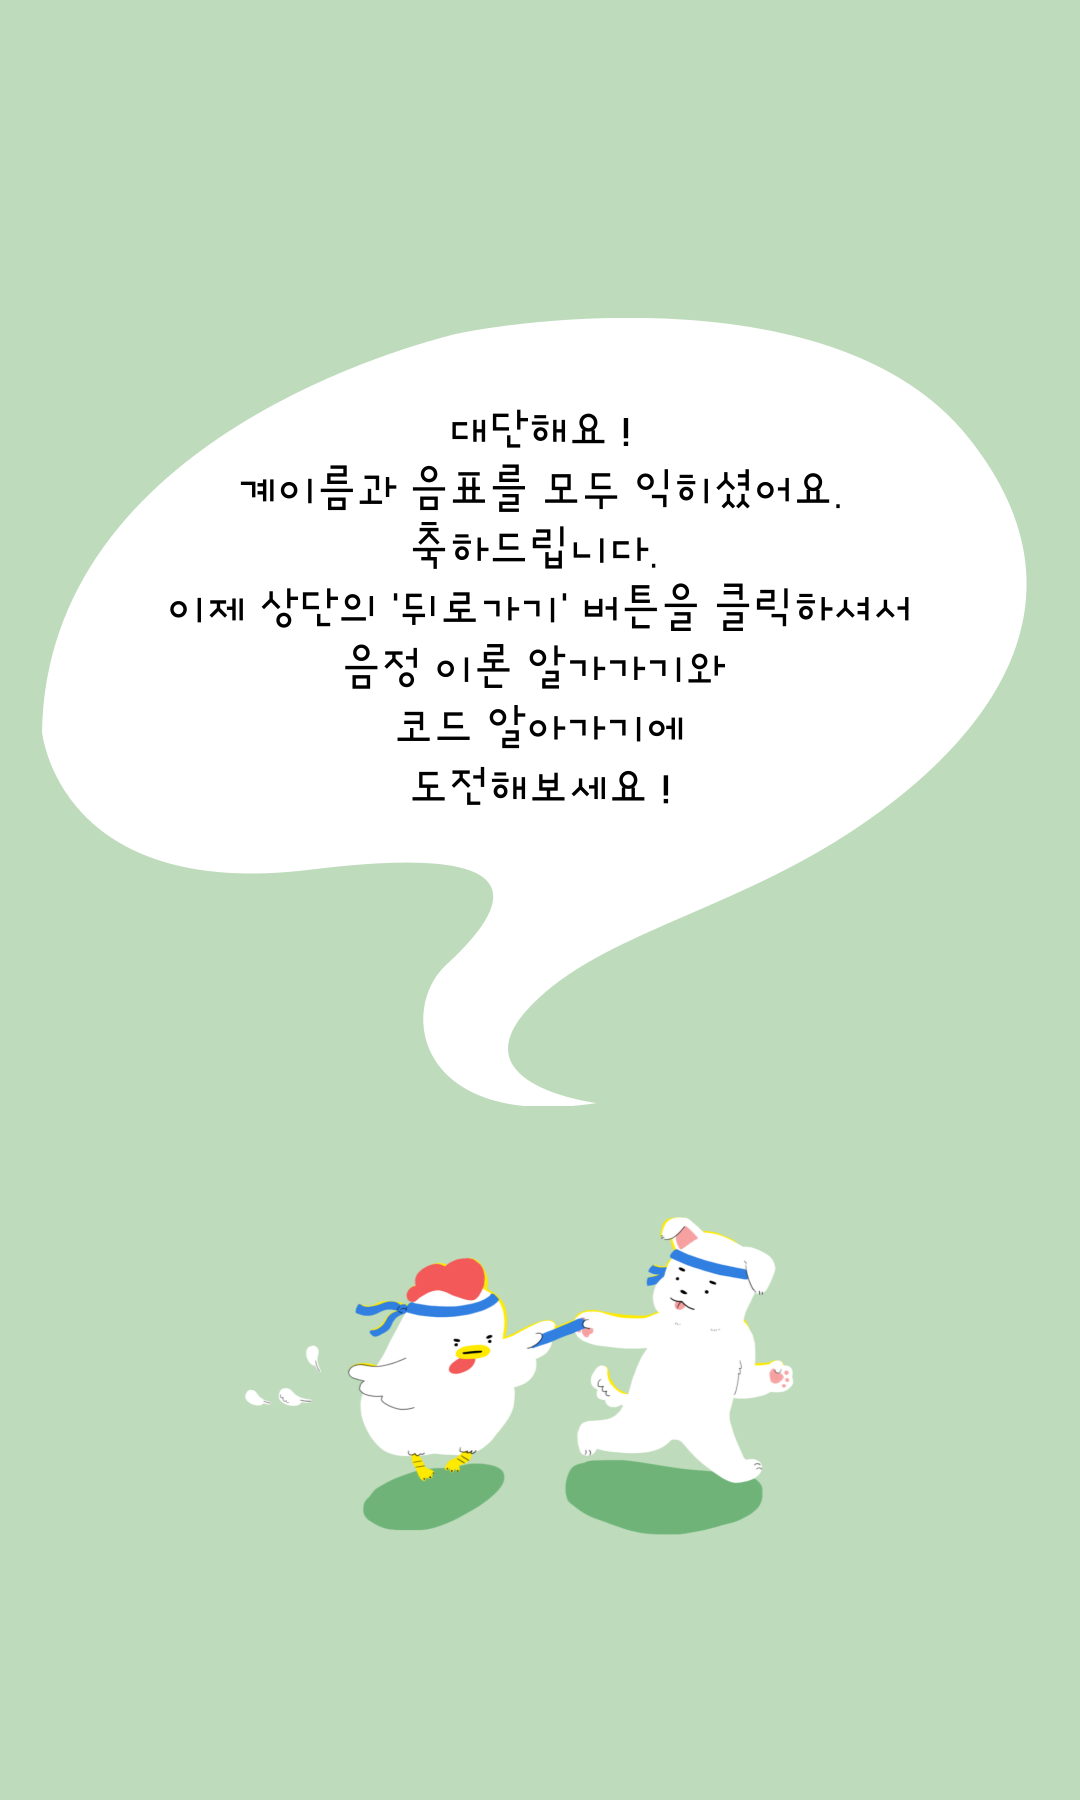 대단해요 !
계이름과 음표를 모두 익히셨어요.
축하드립니다.
이제 상단의 '뒤로가기' 버튼을 클릭하셔서
음정 이론 알가가기와
코드 알아가기에
도전해보세요 !